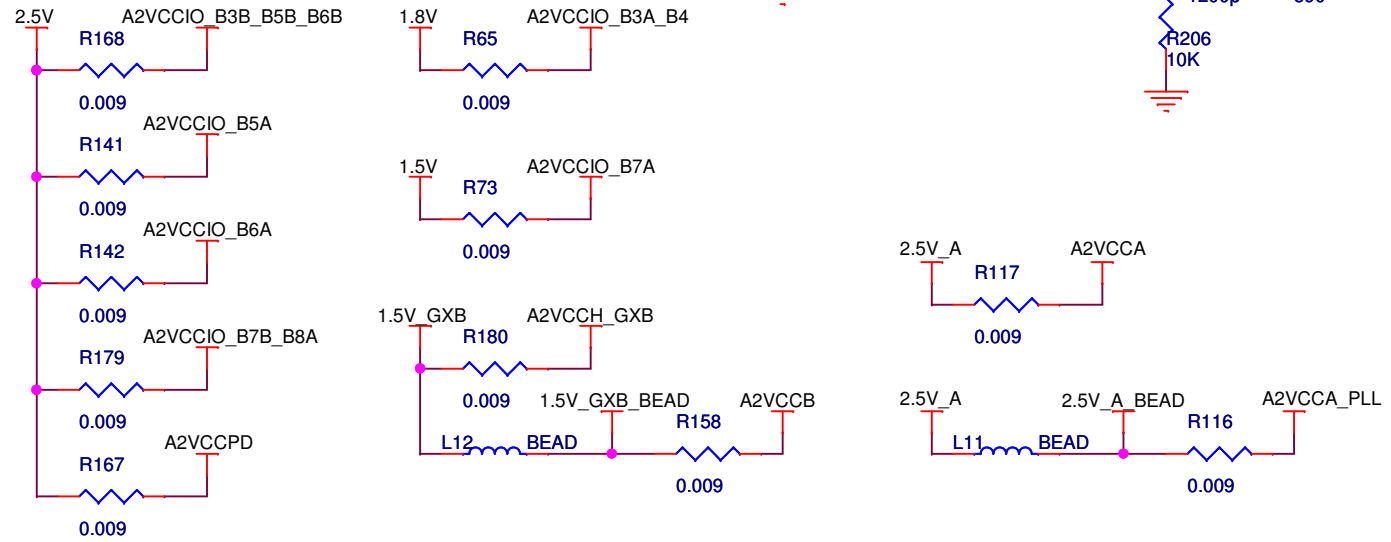 2.5V A2VCCIO_B3B_B5B_B6B
R168
0.009
A2VCCIO_B5A
R141
0.009
A2VCCIO_B6A
R142
0.009
A2VCCIO_B7B_B8A
R179
0.009
A2VCCPD
R167
0.009
1.8V A2VCCIO_B3A_B4
R65
0.009
1.5V A2VCCIO_B7A
R73
0.009
1.5V_GXB A2VCCH_GXB
R180
0.009
1.5V_GXB_BEAD A2VCCB
R158
L12 BEAD
0.009
R206
10K
2.5V_A A2VCCA
R117
0.009
2.5V_A 2.5V_A_BEAD A2VCCA_PLL
R116
L11 BEAD
0.009